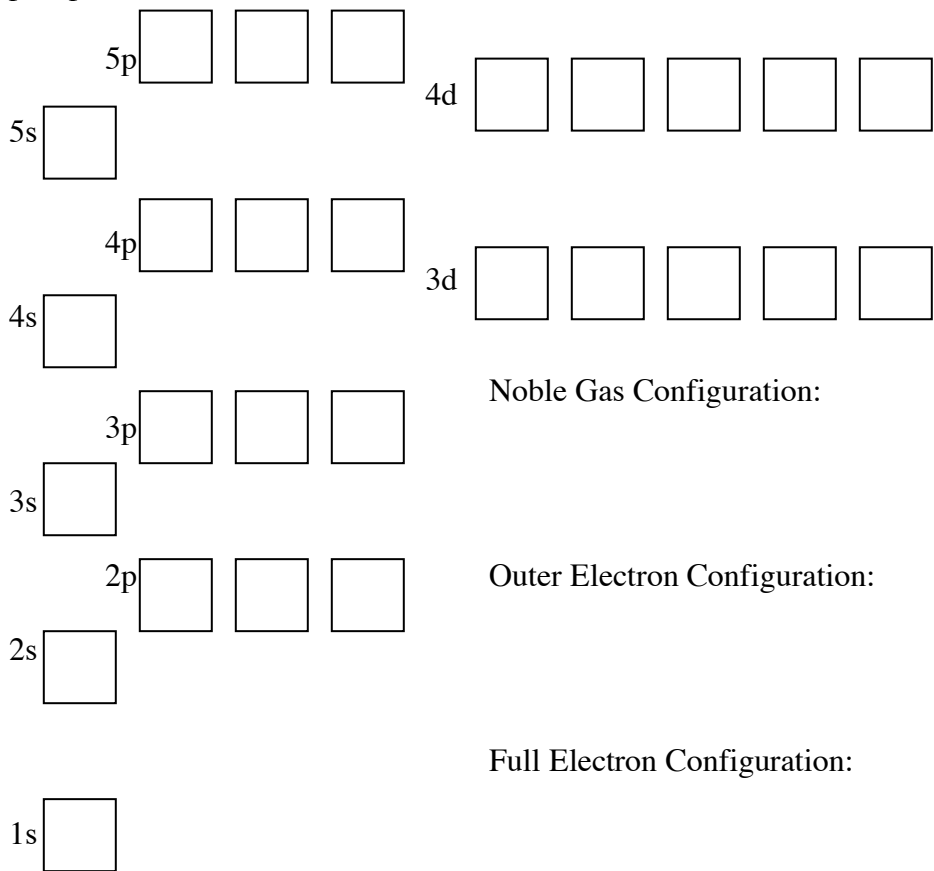 5p
4d
5s
4p
3d
4s
Noble Gas Configuration:
3p
3s
2p
Outer Electron Configuration:
2s
Full Electron Configuration:
1s